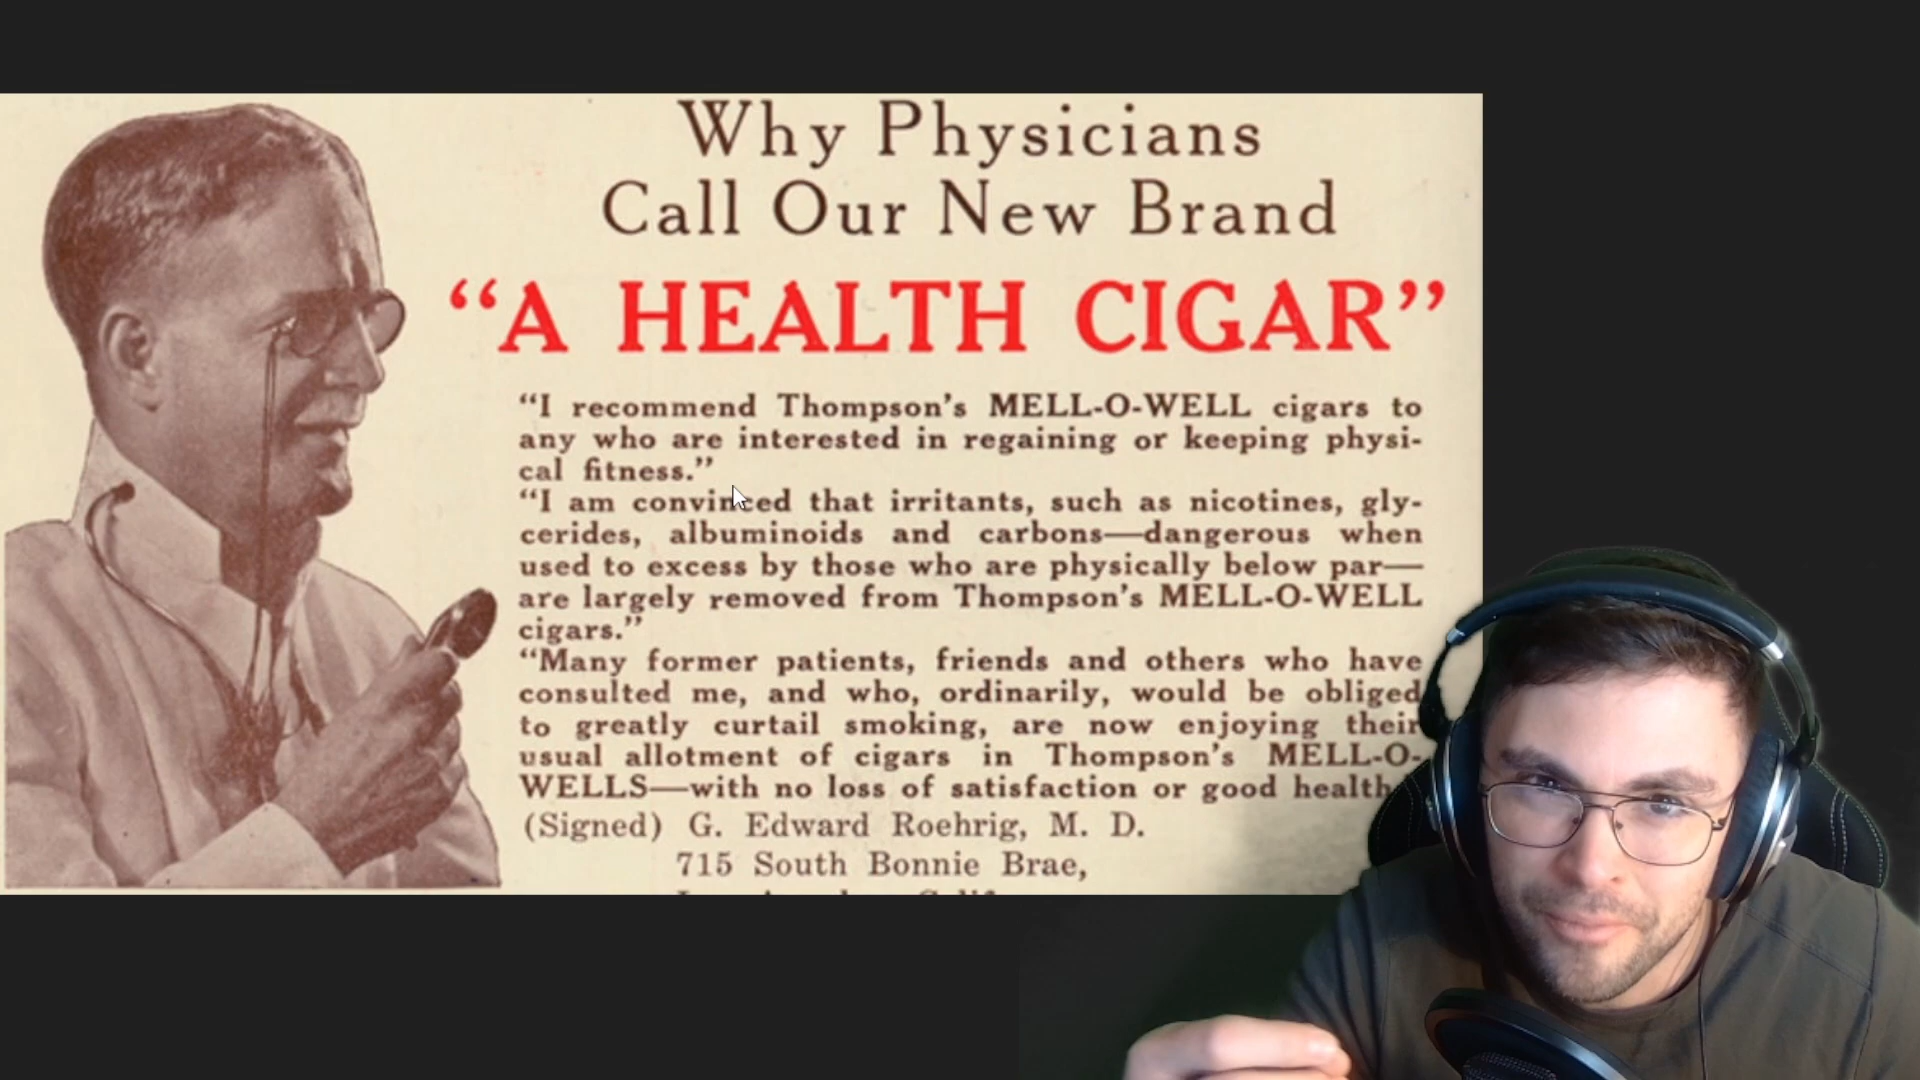 Why Physicians
Call Our New Brand
“A HEALTH CIGAR”
“I recommend Thompson’s MELL-O-WELL cigars to
any who are interested in regaining or keeping physi-
cal fitness.”
“I am convinced that irritants, such as nicotines, gly-
cerides, albuminoids and carbons—dangerous when
used to excess by those who are physically below par—
are largely removed from Thompson’s MELL-O-WELL
cigars.”
“Many former patients, friends and others who have
consulted me, and who, ordinarily, would be obliged
to greatly curtail smoking, are now enjoying their
usual allotment of cigars in Thompson’s MELL-O-
WELLS—with no loss of satisfaction or good health
(Signed) G. Edward Roehrig, M. D.
715 South Bonnie Brae,